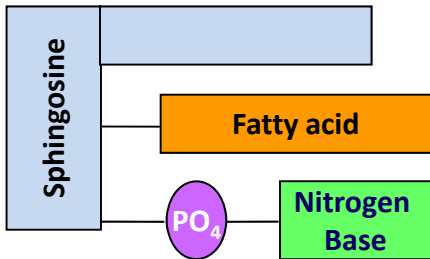 Sphingosine
Fatty acid
PO₄
Nitrogen
Base